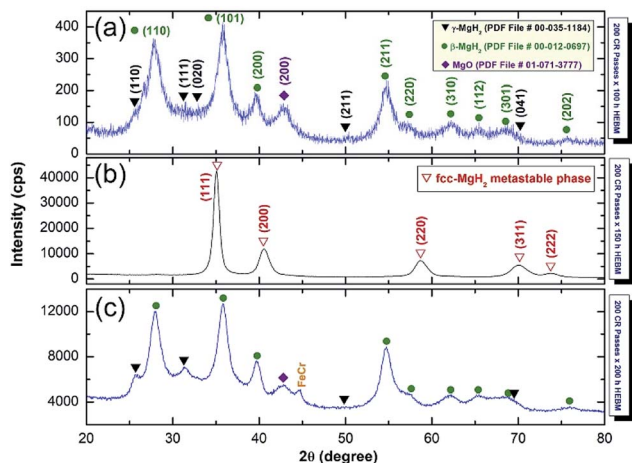 (a)
(110)
(110)
(111)
(020)
(101)
(200)
(200)
(211)
(211)
(220)
(310)
(112)
(301)
(041)
(202)
γ-MgH₂ (PDF File # 00-035-1184)
β-MgH₂ (PDF File # 00-012-0697)
MgO (PDF File # 01-071-3777)
400
300
200
100
0
200 CR Passes x 100 h HEBM
(b)
(111)
(200)
(220)
(311)
(222)
fcc-MgH₂ metastable phase
40000
30000
20000
10000
0
Intensity (cps)
200 CR Passes x 150 h HEBM
(c)
FeCr
12000
8000
4000
0
200 CR Passes x 200 h HEBM
20 30 40 50 60 70 80
2θ (degree)